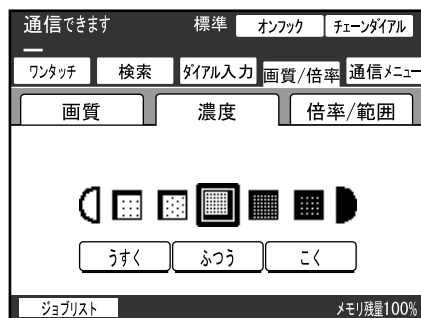 通信できます 標準 オンフック チェーンダイアル
ワンタッチ 検索 ダイアル入力 画質/倍率 通信メニュー
画質 濃度 倍率/範囲
うすく ふつう こく
ジョブリスト メモリ残量100%